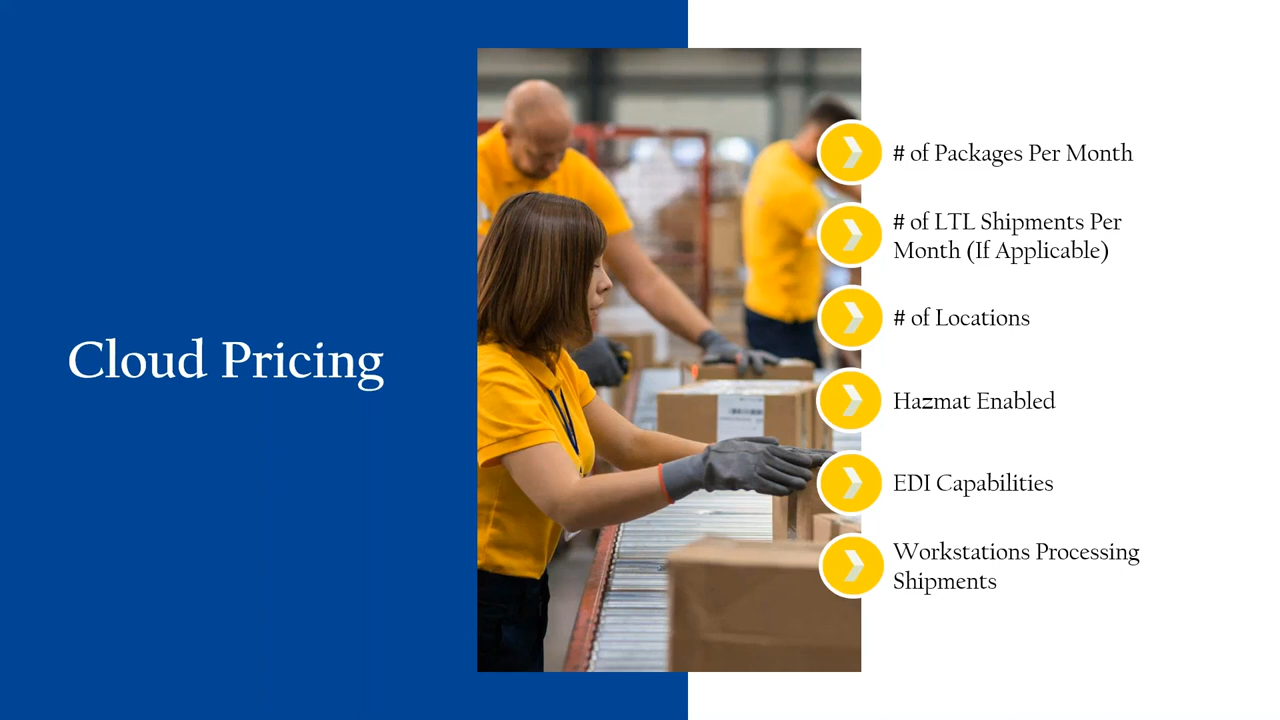 Cloud Pricing
# of Packages Per Month
# of LTL Shipments Per
Month (If Applicable)
# of Locations
Hazmat Enabled
EDI Capabilities
Workstations Processing
Shipments